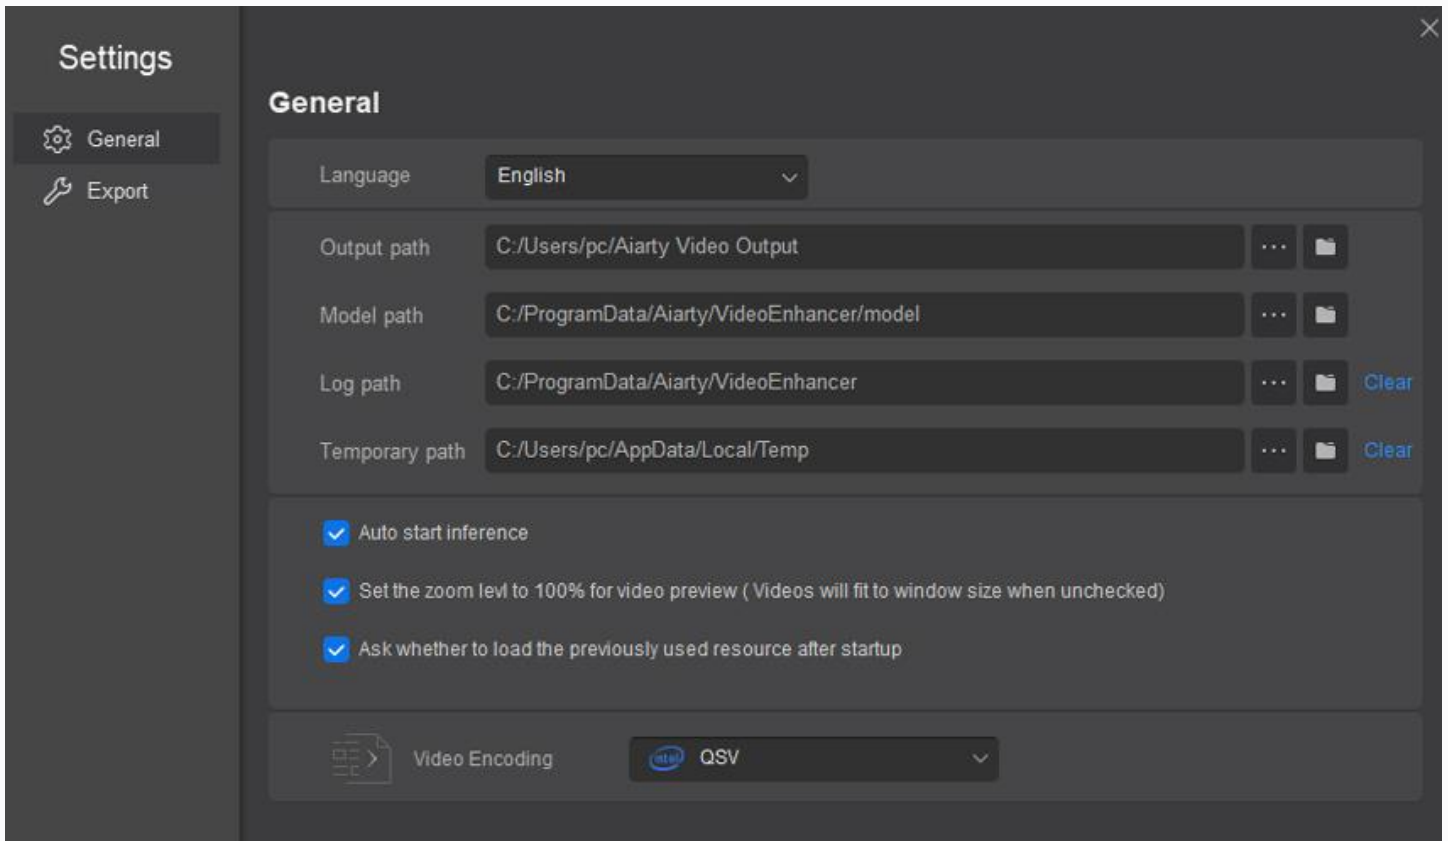 Settings
General
Export
General
Language English
Output path C:/Users/pc/Aiarty Video Output ...
Model path C:/ProgramData/Aiarty/VideoEnhancer/model ...
Log path C:/ProgramData/Aiarty/VideoEnhancer ... Clear
Temporary path C:/Users/pc/AppData/Local/Temp ... Clear
Auto start inference
Set the zoom levl to 100% for video preview ( Videos will fit to window size when unchecked)
Ask whether to load the previously used resource after startup
Video Encoding intel QSV